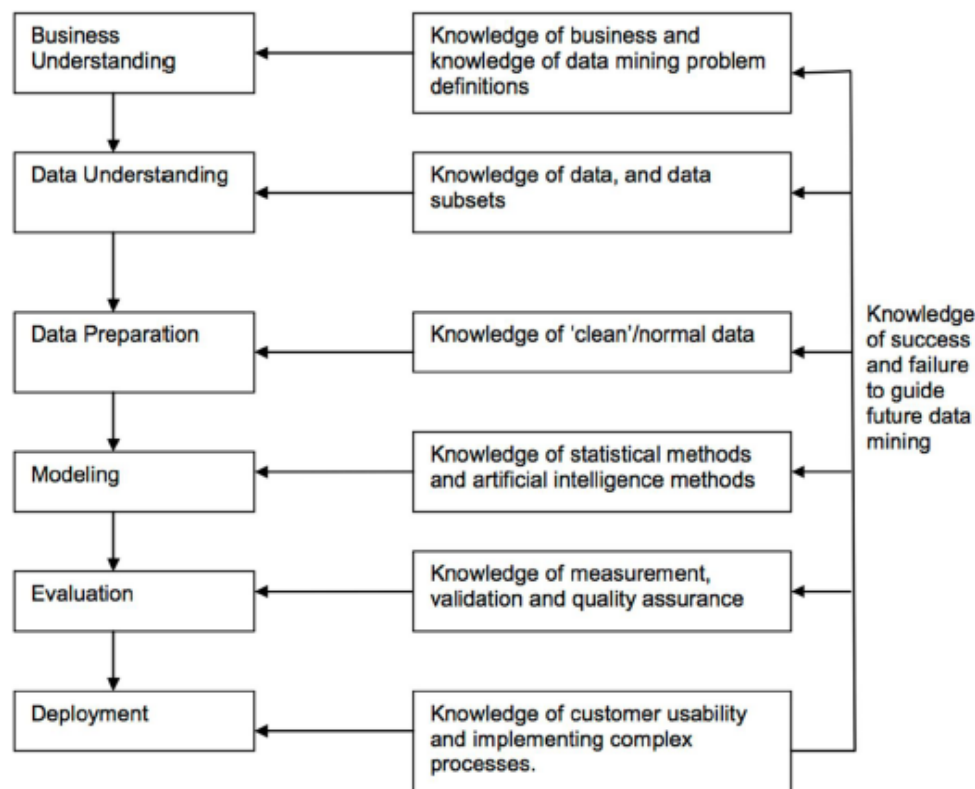 Business
Understanding
Knowledge of business and
knowledge of data mining problem
definitions
Data Understanding
Knowledge of data, and data
subsets
Data Preparation
Knowledge of 'clean'/normal data
Knowledge
of success
and failure
to guide
future data
mining
Modeling
Knowledge of statistical methods
and artificial intelligence methods
Evaluation
Knowledge of measurement,
validation and quality assurance
Deployment
Knowledge of customer usability
and implementing complex
processes.